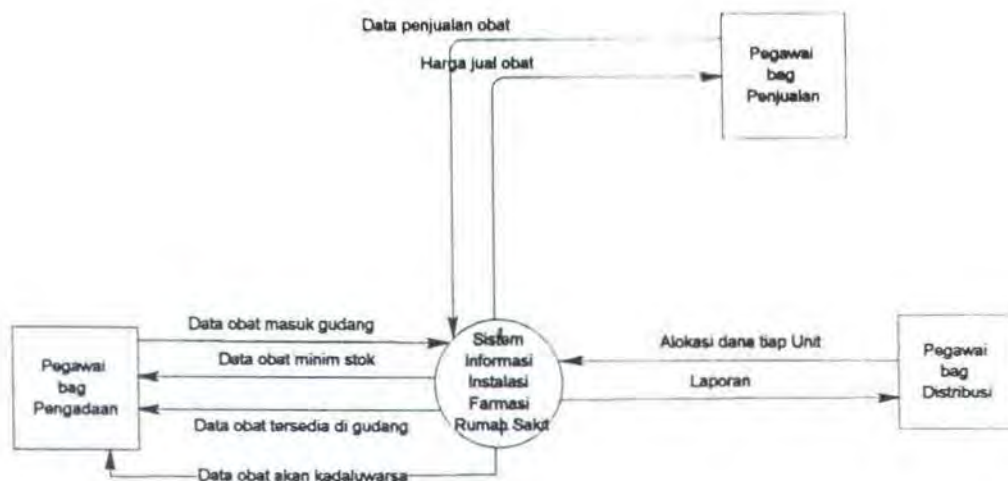 Data penjualan obat
Harga jual obat
Pegawai
bag
Penjualan
Data obat masuk gudang
Data obat minim stok
Data obat tersedia di gudang
Data obat akan kadaluwarsa
Pegawai
bag
Pengadaan
Sistem
Informasi
Instalasi
Farmasi
Rumah Sakit
Alokasi dana tiap Unit
Laporan
Pegawai
bag
Distribusi